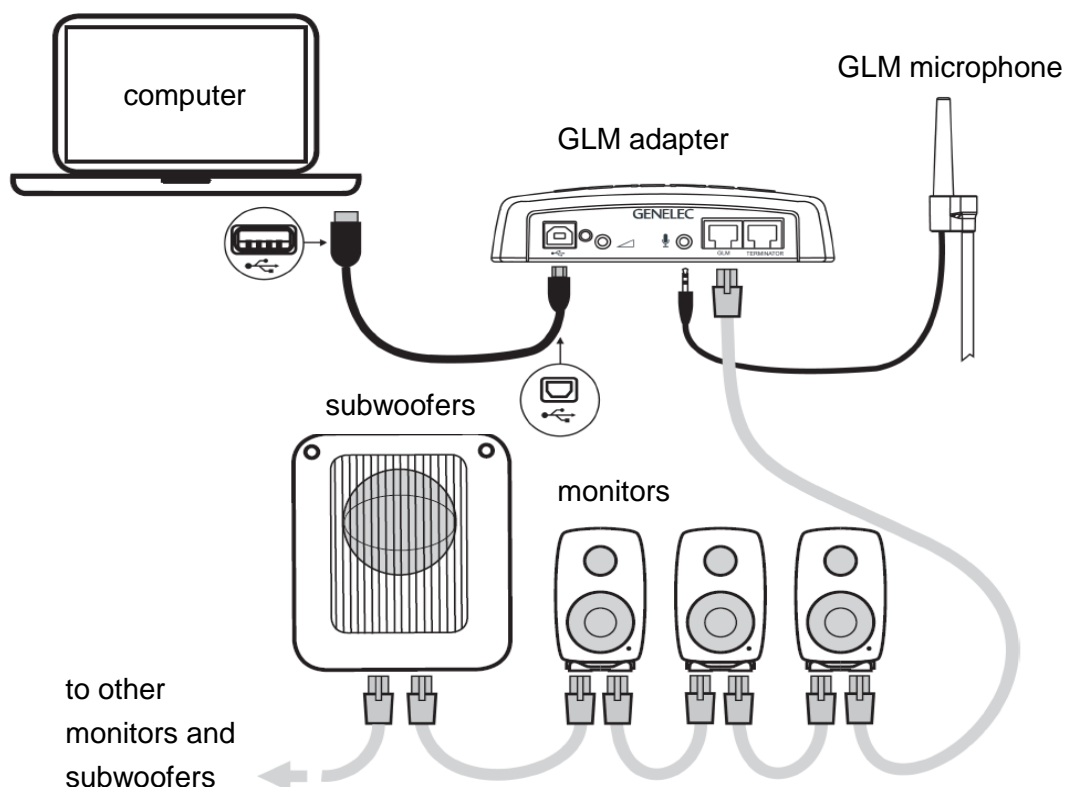 computer
GLM microphone
GLM adapter
GENELEC
GLM
TERMINATOR
subwoofers
monitors
to other
monitors and
subwoofers